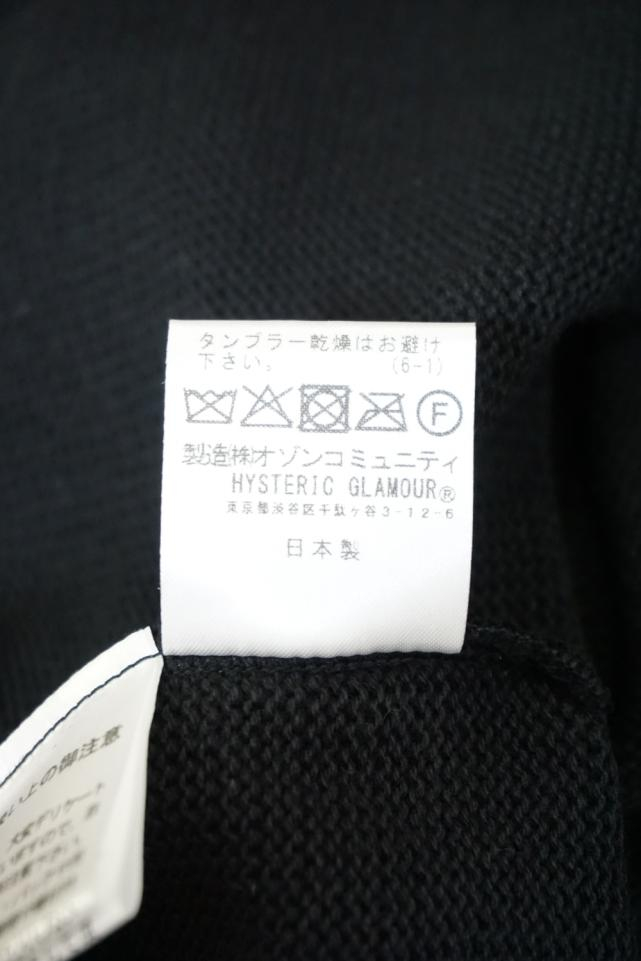 タンブラー乾燥はお避け
下さい。 (6-1)
F
製造㈱オゾンコミュニティ
HYSTERIC GLAMOUR®
東京都渋谷区千駄ヶ谷3-12-6
日本製
い上の御注意